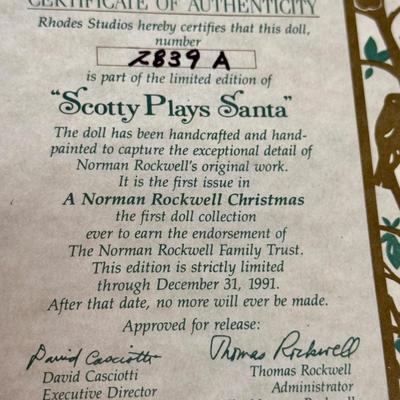 CERTIFICATE OF AUTHENTICITY
Rhodes Studios hereby certifies that this doll,
number
2839 A
is part of the limited edition of
"Scotty Plays Santa"
The doll has been handcrafted and hand-
painted to capture the exceptional detail of
Norman Rockwell's original work.
It is the first issue in
A Norman Rockwell Christmas
the first doll collection
ever to earn the endorsement of
The Norman Rockwell Family Trust.
This edition is strictly limited
through December 31, 1991.
After that date, no more will ever be made.
Approved for release:
David Casciotti Thomas Rockwell
David Casciotti Thomas Rockwell
Executive Director Administrator
Norman Rockwell